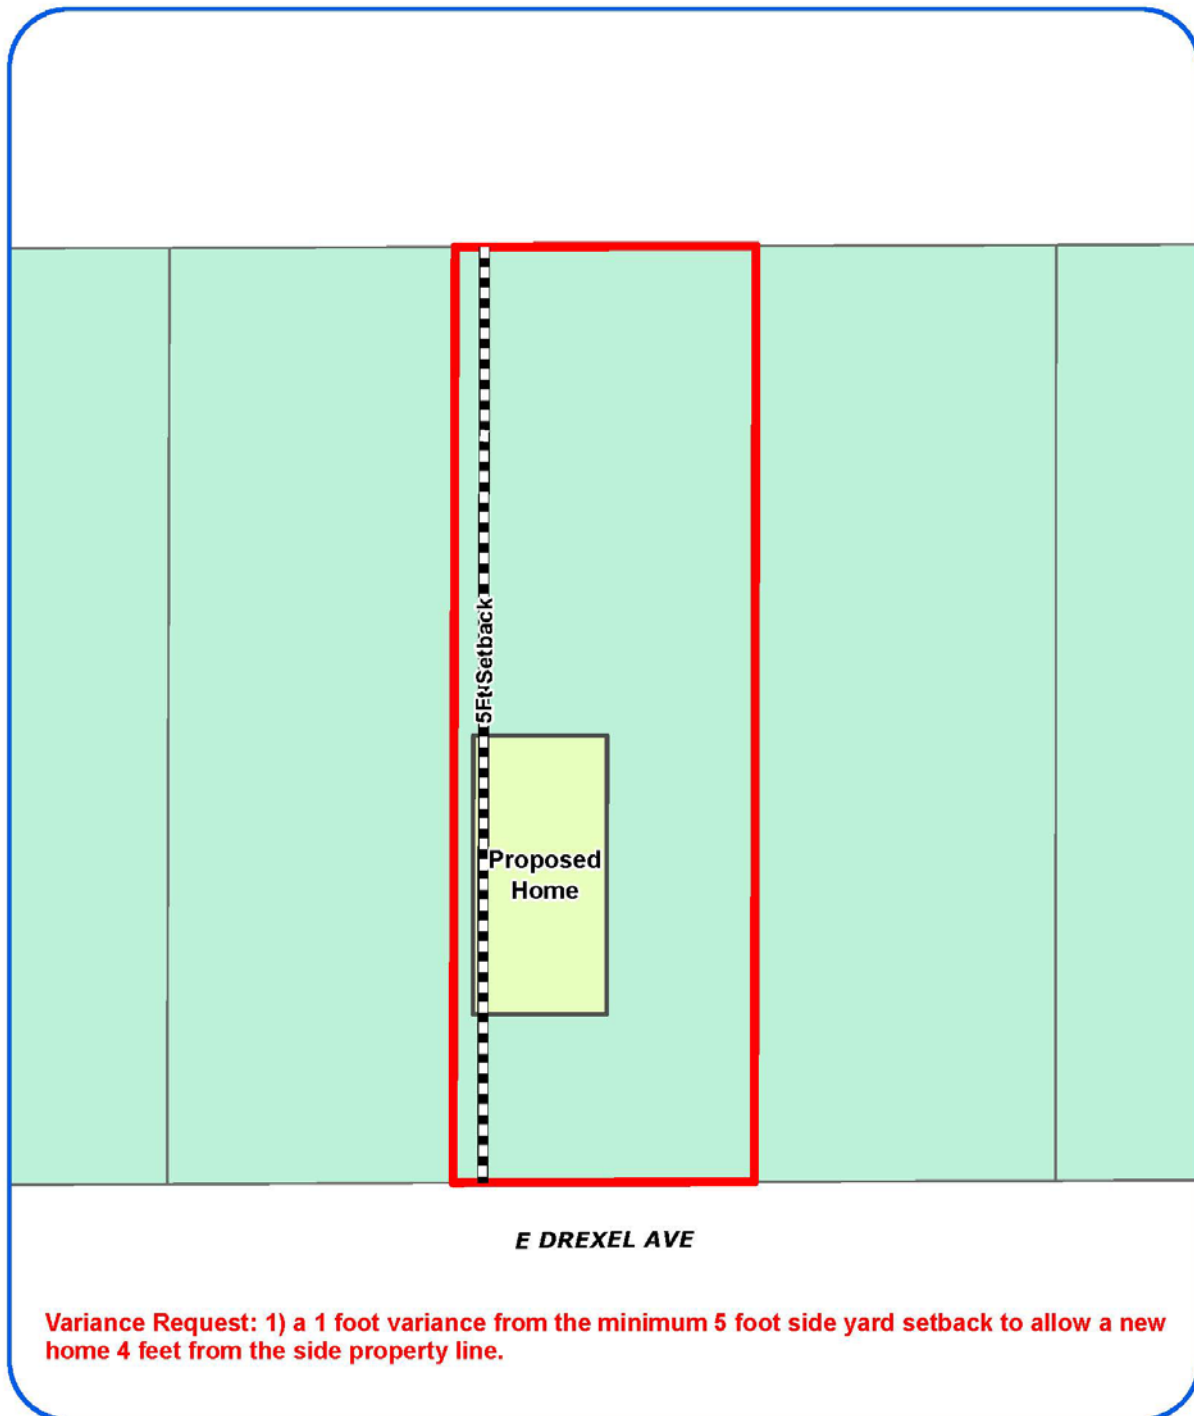 5Ft Setback
Proposed
Home
E DREXEL AVE
Variance Request: 1) a 1 foot variance from the minimum 5 foot side yard setback to allow a new
home 4 feet from the side property line.